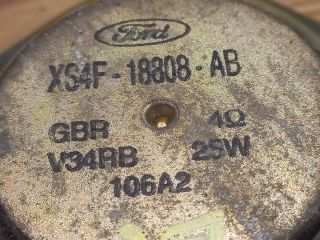 Ford
XS4F-18808-AB
GBR 4Ω
V34RB 25W
106A2